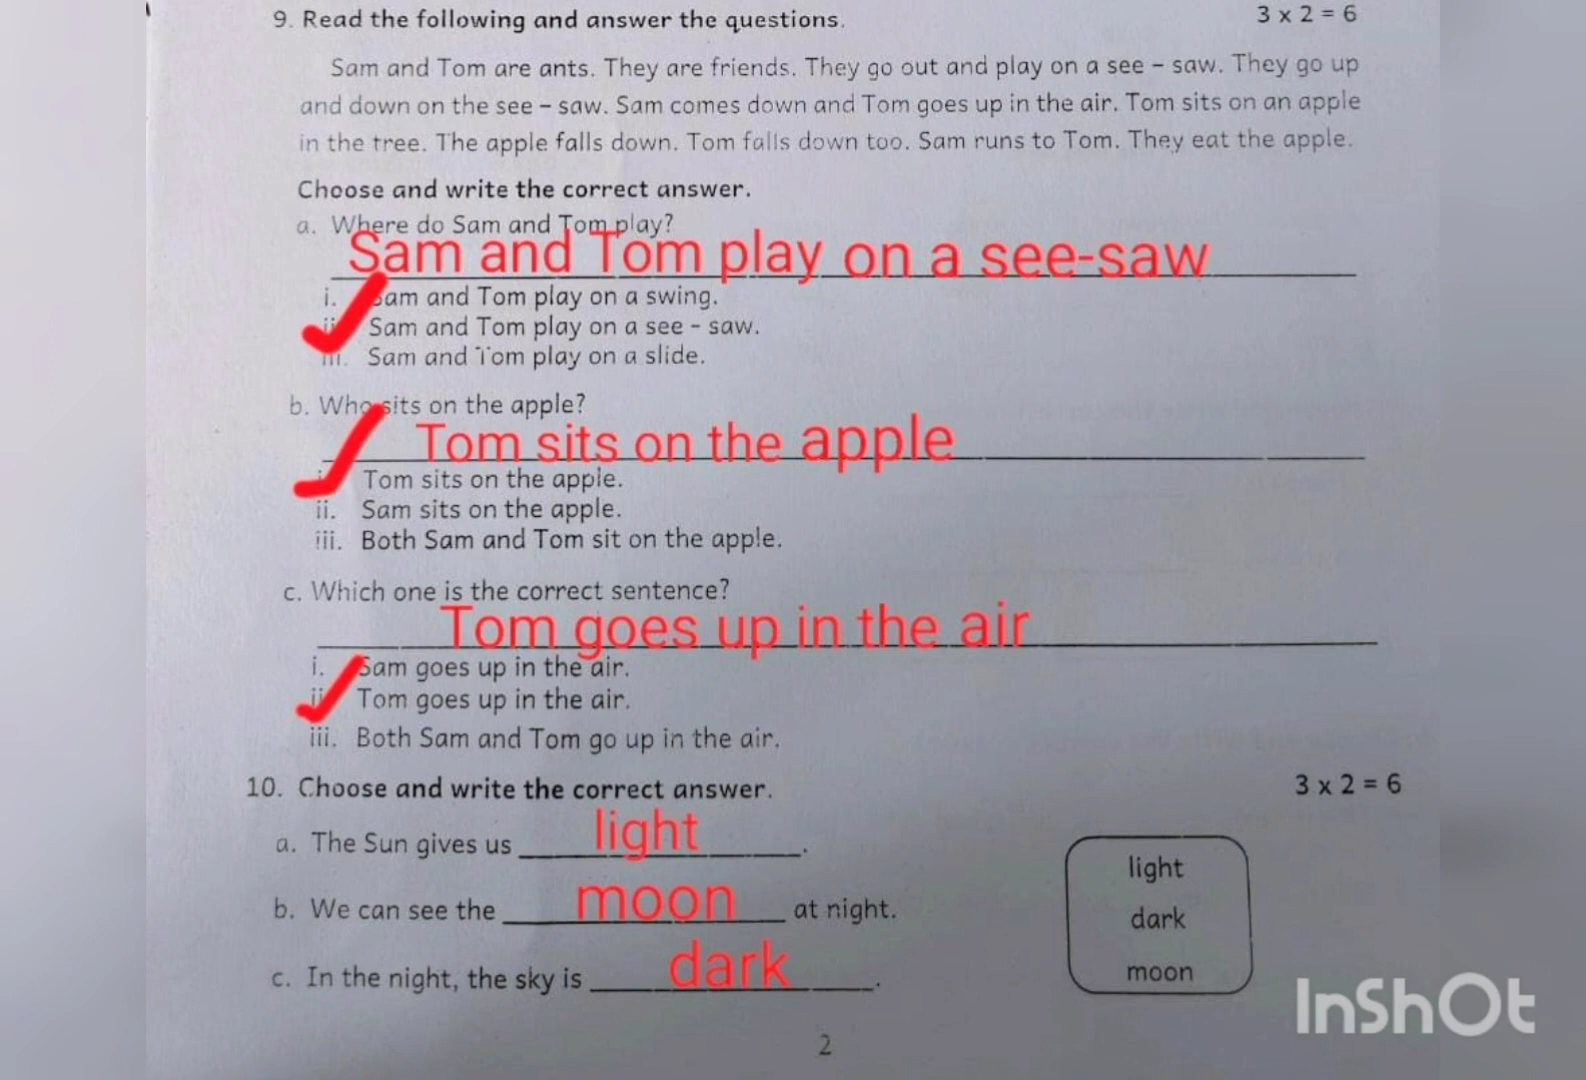 9. Read the following and answer the questions.
3 x 2 = 6
Sam and Tom are ants. They are friends. They go out and play on a see – saw. They go up
and down on the see – saw. Sam comes down and Tom goes up in the air. Tom sits on an apple
in the tree. The apple falls down. Tom falls down too. Sam runs to Tom. They eat the apple.
Choose and write the correct answer.
a. Where do Sam and Tom play?
Sam and Tom play on a see-saw
i. Sam and Tom play on a swing.
ii. Sam and Tom play on a see – saw.
iii. Sam and Tom play on a slide.
b. Who sits on the apple?
Tom sits on the apple
Tom sits on the apple.
ii. Sam sits on the apple.
iii. Both Sam and Tom sit on the apple.
c. Which one is the correct sentence?
Tom goes up in the air
i. Sam goes up in the air.
ii. Tom goes up in the air.
iii. Both Sam and Tom go up in the air.
10. Choose and write the correct answer.
3 x 2 = 6
a. The Sun gives us light.
b. We can see the moon at night.
c. In the night, the sky is dark.
light
dark
moon
InShOt
2